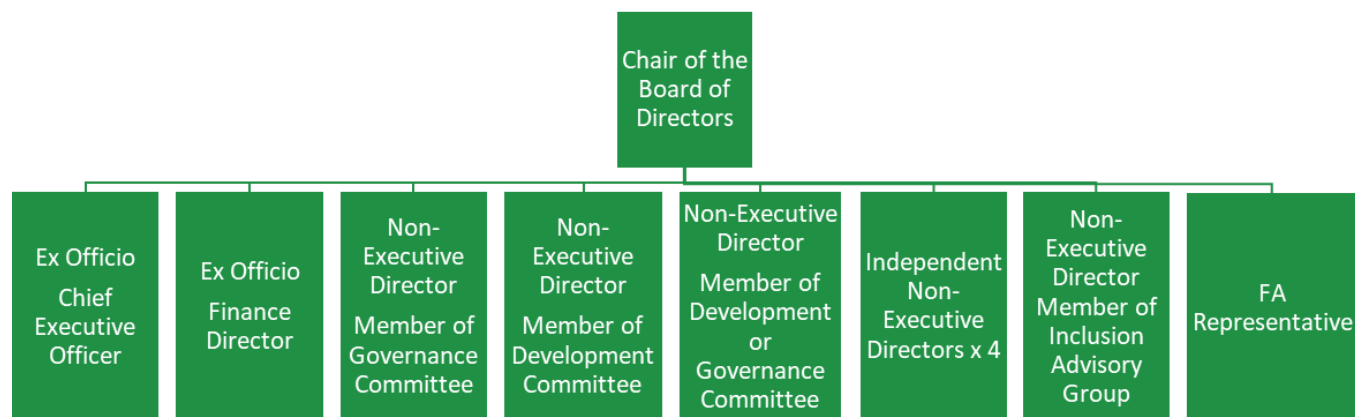 Chair of the
Board of
Directors
Ex Officio
Chief
Executive
Officer
Ex Officio
Finance
Director
Non-
Executive
Director
Member of
Governance
Committee
Non-
Executive
Director
Member of
Development
Committee
Non-Executive
Director
Member of
Development
or
Governance
Committee
Independent
Non-
Executive
Directors x 4
Non-
Executive
Director
Member of
Inclusion
Advisory
Group
FA
Representative